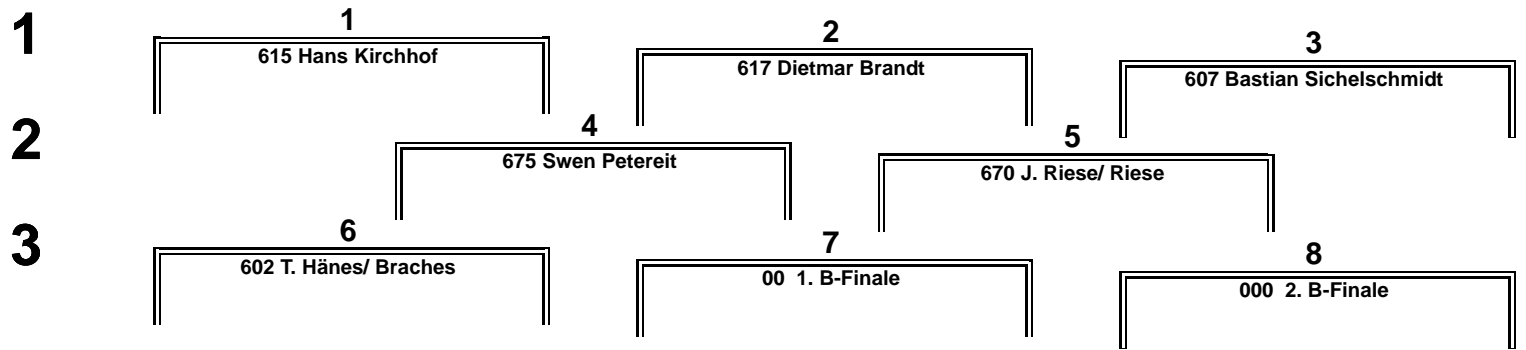 1
1
615 Hans Kirchhof
2
617 Dietmar Brandt
3
607 Bastian Sichelschmidt
2
4
675 Swen Petereit
5
670 J. Riese/ Riese
3
6
602 T. Hänes/ Braches
7
00  1. B-Finale
8
000  2. B-Finale